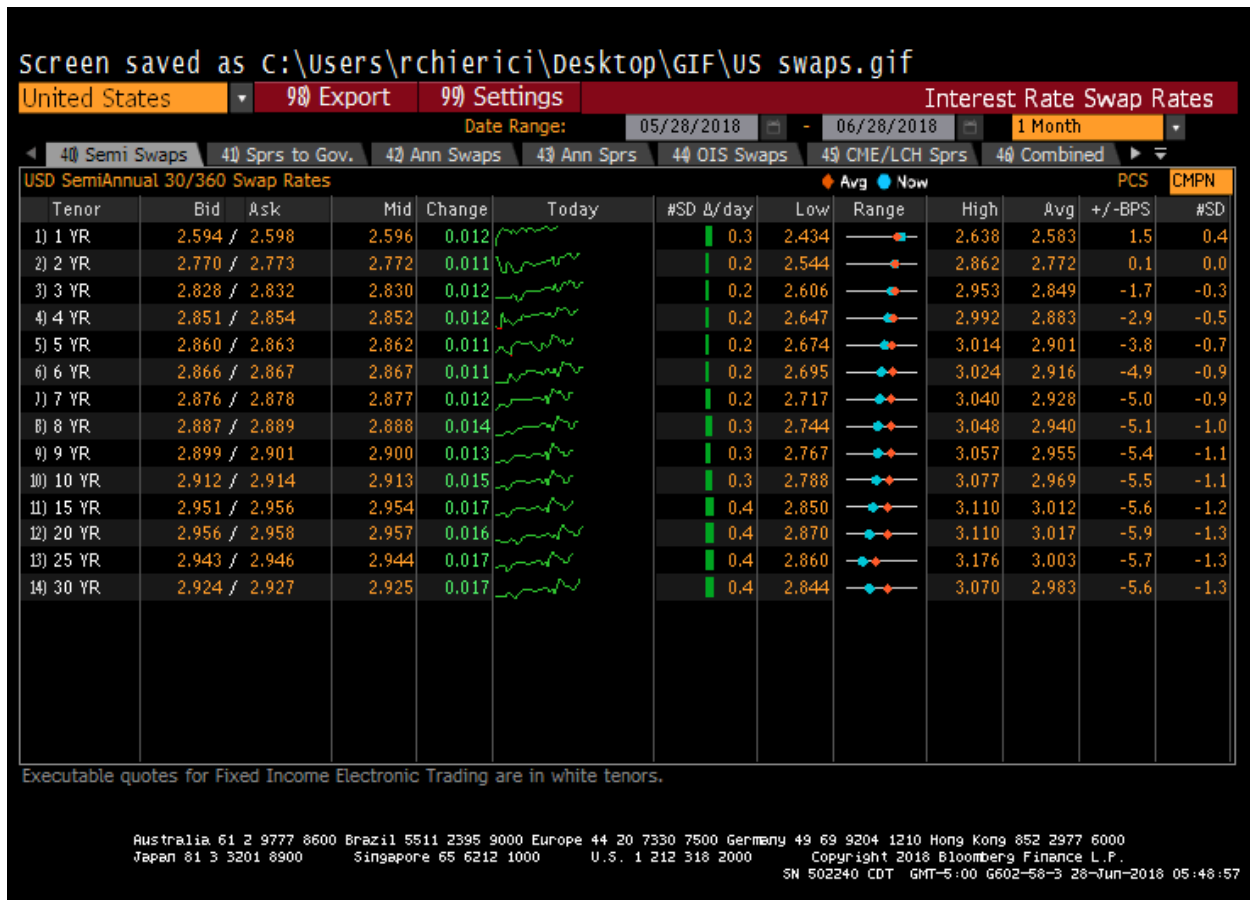 Screen saved as C:\Users\rchierici\Desktop\GIF\US swaps.gif
United States 98) Export 99) Settings Interest Rate Swap Rates
Date Range: 05/28/2018 - 06/28/2018 1 Month
40) Semi Swaps 41) Sprs to Gov. 42) Ann Swaps 43) Ann Sprs 44) OIS Swaps 45) CME/LCH Sprs 46) Combined
USD SemiAnnual 30/360 Swap Rates Avg Now PCS CMPN
Tenor Bid Ask Mid Change Today #SD Δ/day Low Range High Avg +/-BPS #SD
1) 1 YR 2.594 / 2.598 2.596 0.012 0.3 2.434 2.638 2.583 1.5 0.4
2) 2 YR 2.770 / 2.773 2.772 0.011 0.2 2.544 2.862 2.772 0.1 0.0
3) 3 YR 2.828 / 2.832 2.830 0.012 0.2 2.606 2.953 2.849 -1.7 -0.3
4) 4 YR 2.851 / 2.854 2.852 0.012 0.2 2.647 2.992 2.883 -2.9 -0.5
5) 5 YR 2.860 / 2.863 2.862 0.011 0.2 2.674 3.014 2.901 -3.8 -0.7
6) 6 YR 2.866 / 2.867 2.867 0.011 0.2 2.695 3.024 2.916 -4.9 -0.9
7) 7 YR 2.876 / 2.878 2.877 0.012 0.2 2.717 3.040 2.928 -5.0 -0.9
8) 8 YR 2.887 / 2.889 2.888 0.014 0.3 2.744 3.048 2.940 -5.1 -1.0
9) 9 YR 2.899 / 2.901 2.900 0.013 0.3 2.767 3.057 2.955 -5.4 -1.1
10) 10 YR 2.912 / 2.914 2.913 0.015 0.3 2.788 3.077 2.969 -5.5 -1.1
11) 15 YR 2.951 / 2.956 2.954 0.017 0.4 2.850 3.110 3.012 -5.6 -1.2
12) 20 YR 2.956 / 2.958 2.957 0.016 0.4 2.870 3.110 3.017 -5.9 -1.3
13) 25 YR 2.943 / 2.946 2.944 0.017 0.4 2.860 3.176 3.003 -5.7 -1.3
14) 30 YR 2.924 / 2.927 2.925 0.017 0.4 2.844 3.070 2.983 -5.6 -1.3
Executable quotes for Fixed Income Electronic Trading are in white tenors.
Australia 61 2 9777 8600 Brazil 5511 2395 9000 Europe 44 20 7330 7500 Germany 49 69 9204 1210 Hong Kong 852 2977 6000
Japan 81 3 3201 8900 Singapore 65 6212 1000 U.S. 1 212 318 2000 Copyright 2018 Bloomberg Finance L.P.
SN 502240 CDT GMT-5:00 G602-58-3 28-Jun-2018 05:48:57